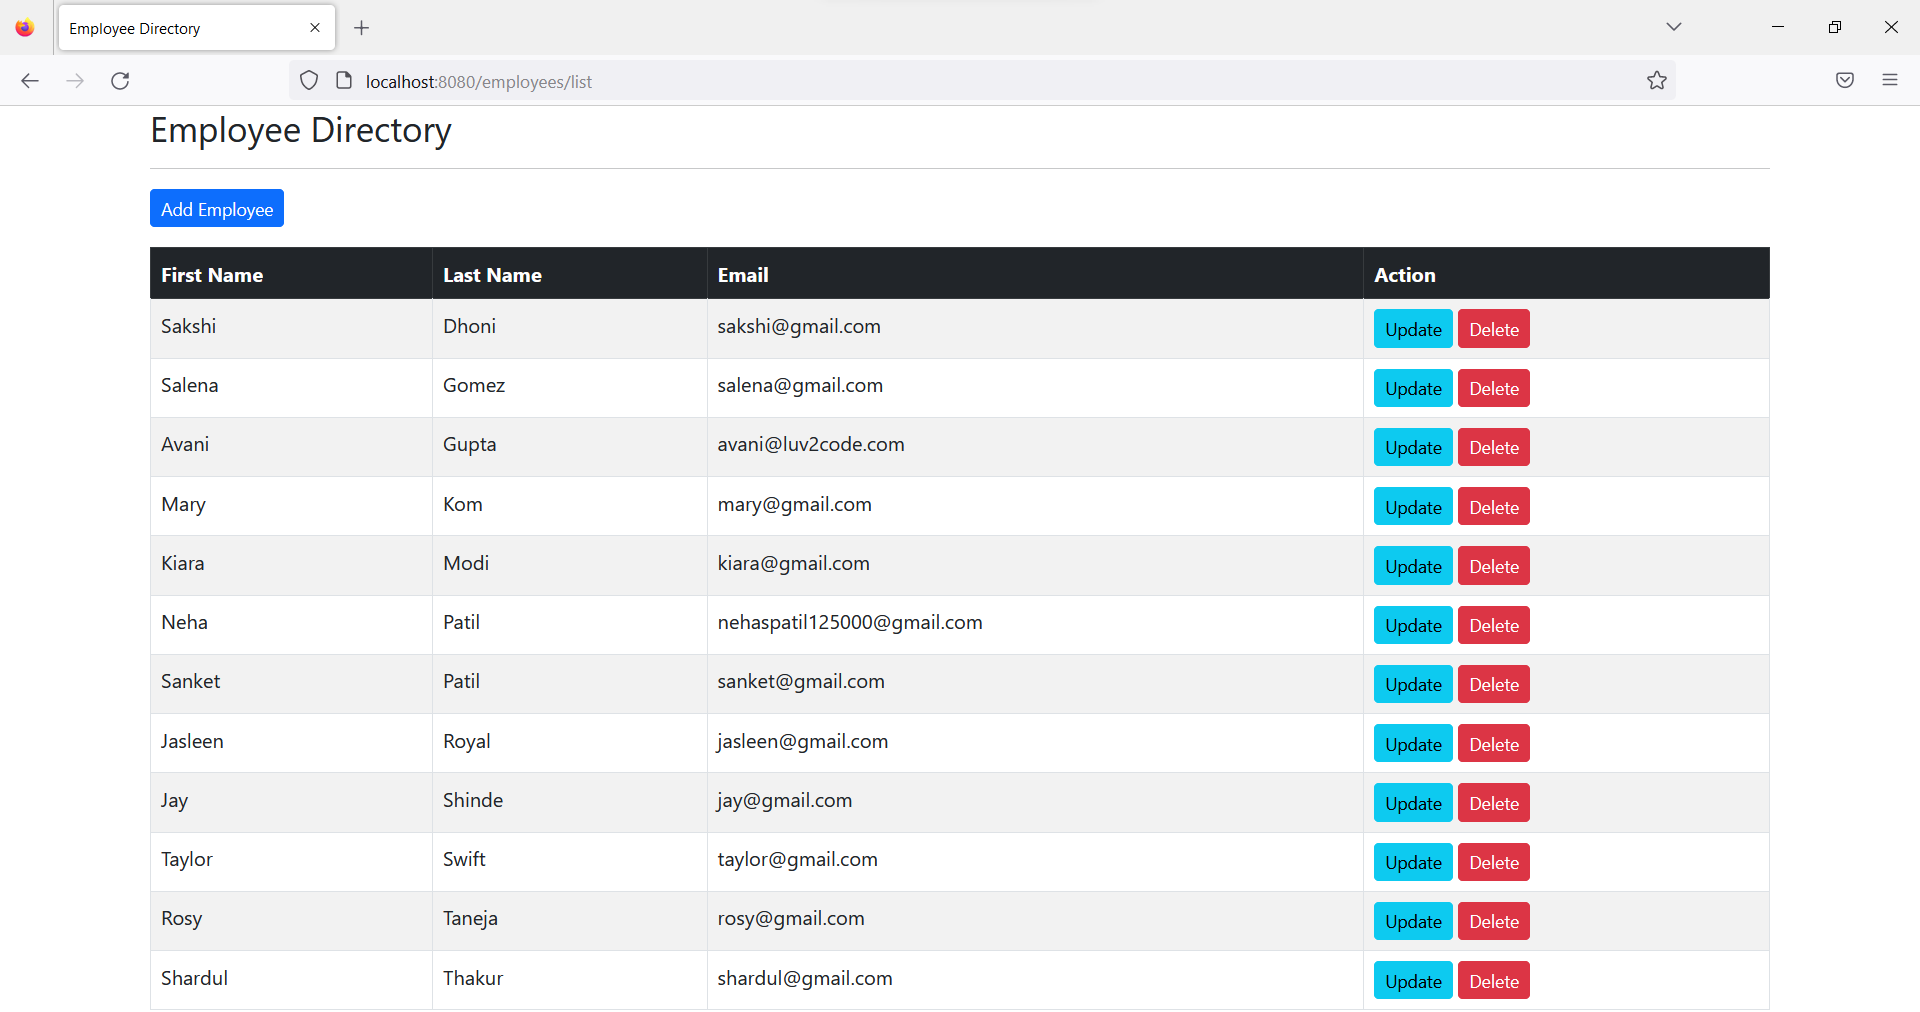 Employee Directory
localhost:8080/employees/list
Employee Directory
Add Employee
First Name Last Name Email Action
Sakshi Dhoni sakshi@gmail.com Update Delete
Salena Gomez salena@gmail.com Update Delete
Avani Gupta avani@luv2code.com Update Delete
Mary Kom mary@gmail.com Update Delete
Kiara Modi kiara@gmail.com Update Delete
Neha Patil nehaspatil125000@gmail.com Update Delete
Sanket Patil sanket@gmail.com Update Delete
Jasleen Royal jasleen@gmail.com Update Delete
Jay Shinde jay@gmail.com Update Delete
Taylor Swift taylor@gmail.com Update Delete
Rosy Taneja rosy@gmail.com Update Delete
Shardul Thakur shardul@gmail.com Update Delete